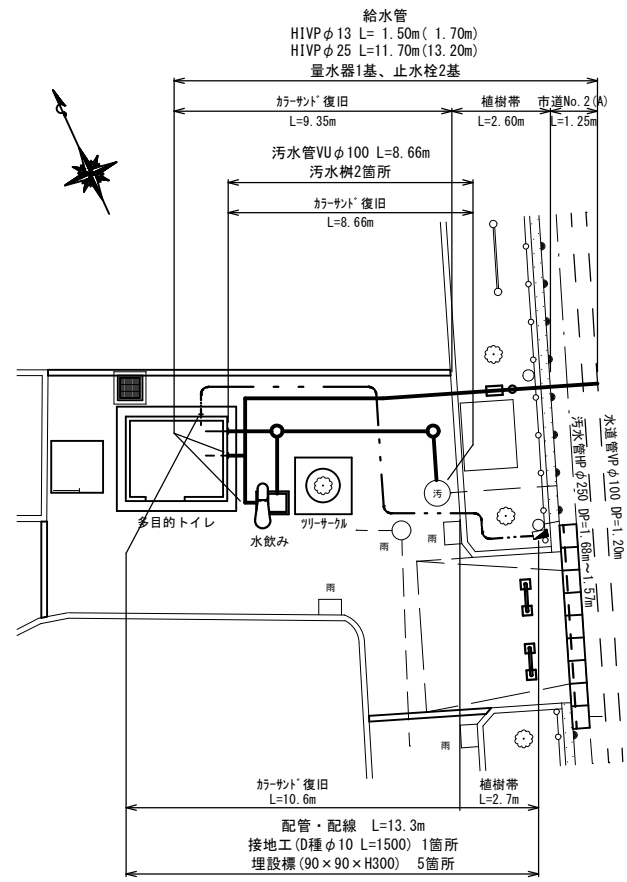 給水管
HIVPφ13 L= 1.50m( 1.70m)
HIVPφ25 L=11.70m(13.20m)
量水器1基、止水栓2基
ｶﾗｰｻﾝﾄﾞ復旧
L=9.35m
植樹帯
L=2.60m
市道No.2(A)
L=1.25m
汚水管VUφ100 L=8.66m
汚水桝2箇所
ｶﾗｰｻﾝﾄﾞ復旧
L=8.66m
水道管VPφ100 DP=1.20m
汚水管HPφ250 DP=1.68m～1.57m
汚
多目的トイレ
水飲み
ﾂﾘｰｻｰｸﾙ
雨
雨
雨
雨
ｶﾗｰｻﾝﾄﾞ復旧
L=10.6m
植樹帯
L=2.7m
配管・配線 L=13.3m
接地工(D種φ10 L=1500) 1箇所
埋設標(90×90×H300) 5箇所